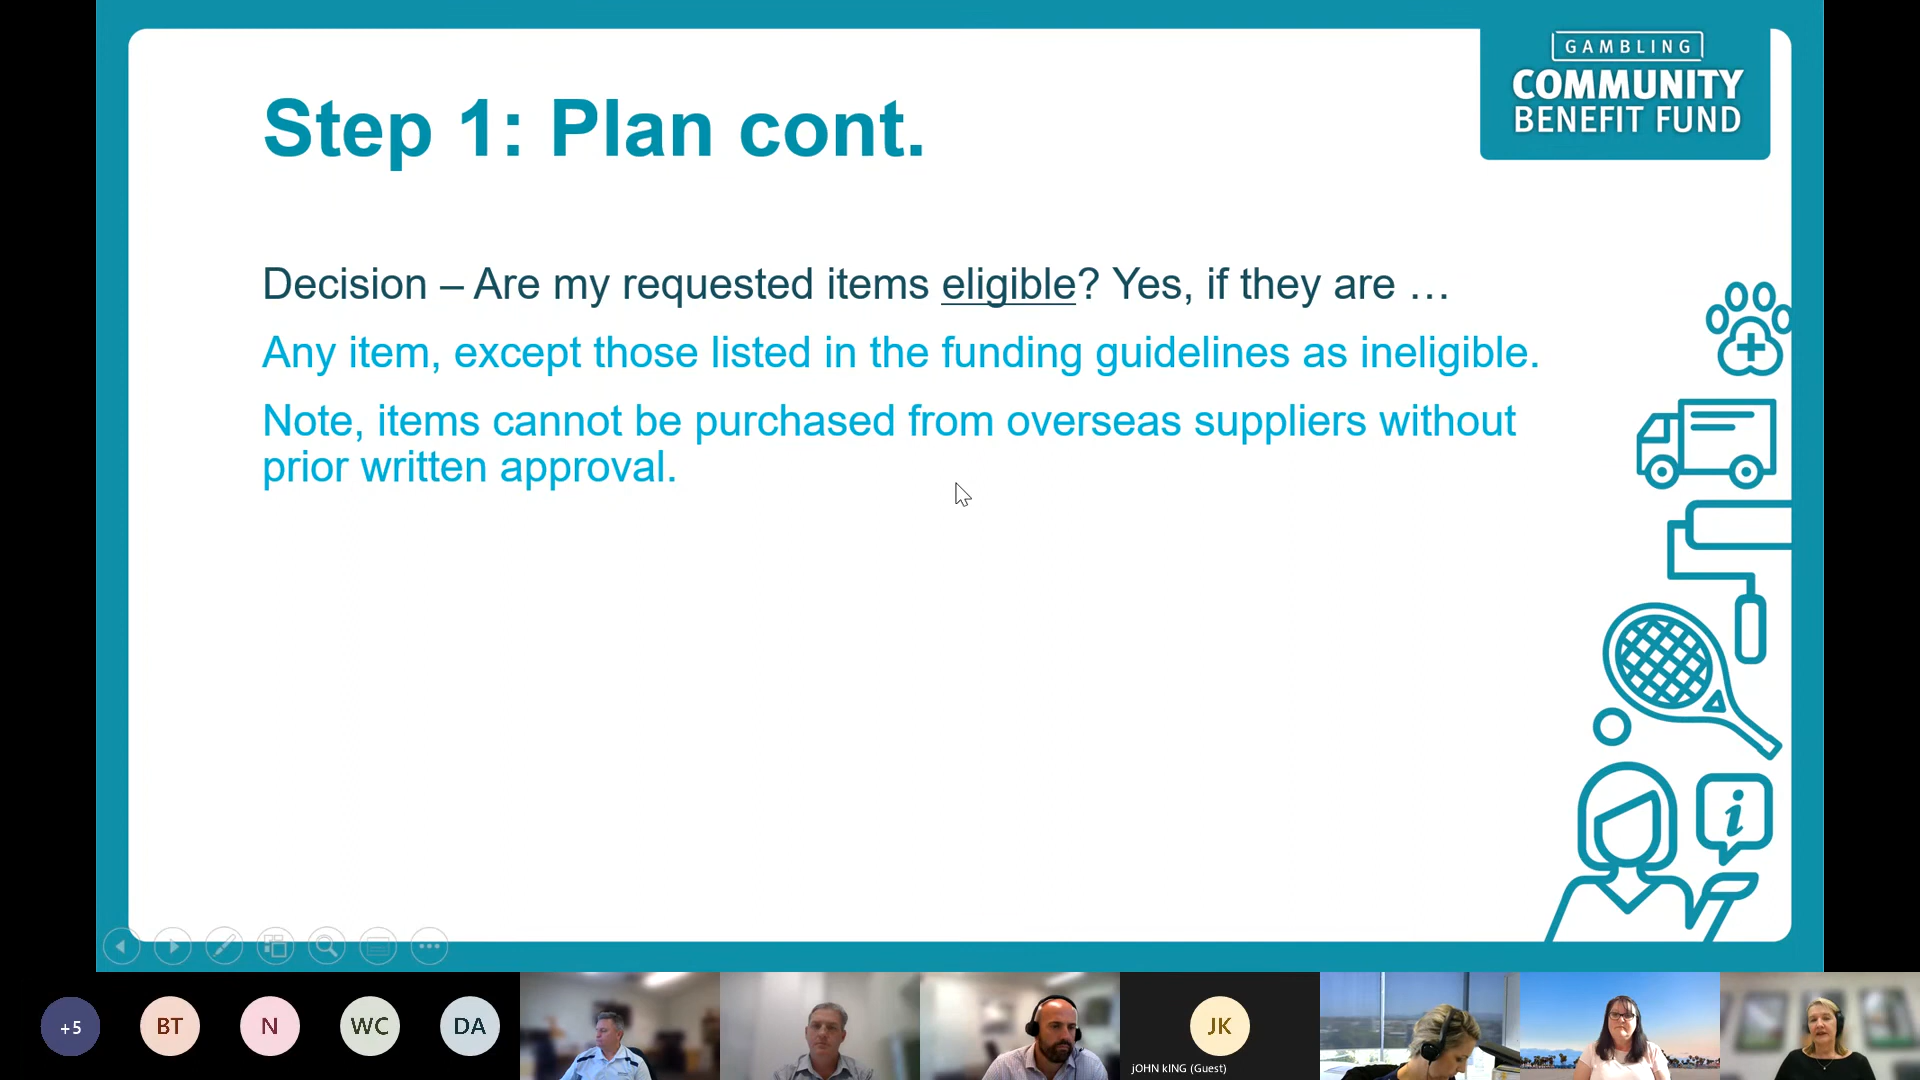 GAMBLING
COMMUNITY
BENEFIT FUND
Step 1: Plan cont.
Decision – Are my requested items eligible? Yes, if they are …
Any item, except those listed in the funding guidelines as ineligible.
Note, items cannot be purchased from overseas suppliers without
prior written approval.
i
+5
BT
N
WC
DA
JK
jOHN kING (Guest)